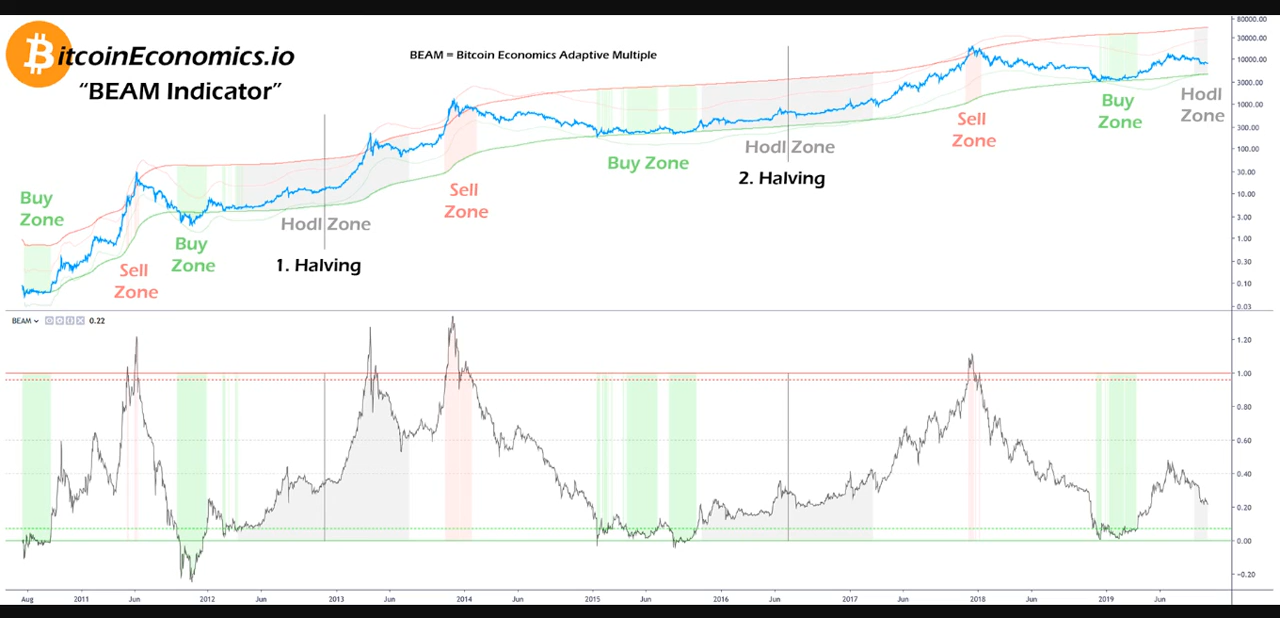 BitcoinEconomics.io
"BEAM Indicator"
BEAM = Bitcoin Economics Adaptive Multiple
80000.00
30000.00
10000.00
3000.00
1000.00
300.00
100.00
30.00
10.00
3.00
1.00
0.30
0.10
0.03
Buy
Zone
Sell
Zone
Buy
Zone
Hodl Zone
1. Halving
Sell
Zone
Buy Zone
Hodl Zone
2. Halving
Sell
Zone
Buy
Zone
Hodl
Zone
BEAM 0.22
1.20
1.00
0.80
0.60
0.40
0.20
0.00
-0.20
Aug 2011 Jun 2012 Jun 2013 Jun 2014 Jun 2015 Jun 2016 Jun 2017 Jun 2018 Jun 2019 Jun